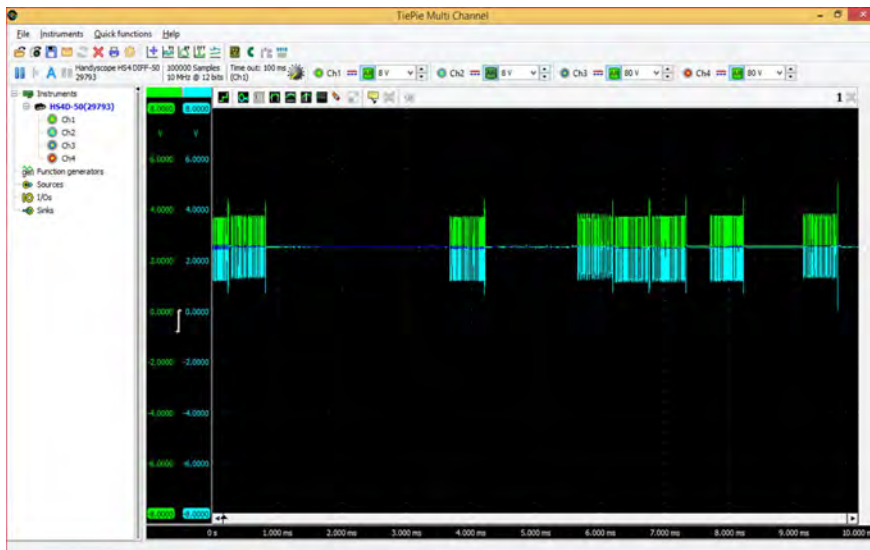 TiePie Multi Channel
File Instruments Quick functions Help
Handyscope HS4 DIFF-50 100000 Samples Time out: 100 ms
29793 10 MHz @ 12 bits (Ch1)
Ch1 8 V Ch2 8 V Ch3 80 V Ch4 80 V
Instruments
HS4D-50(29793)
Ch1
Ch2
Ch3
Ch4
Function generators
Sources
I/Os
Sinks
1
8.0000 8.0000
V V
6.0000 6.0000
4.0000 4.0000
2.0000 2.0000
0.0000 0.0000
-2.0000 -2.0000
-4.0000 -4.0000
-6.0000 -6.0000
-8.0000 -8.0000
0 s 1.000 ms 2.000 ms 3.000 ms 4.000 ms 5.000 ms 6.000 ms 7.000 ms 8.000 ms 9.000 ms 10.000